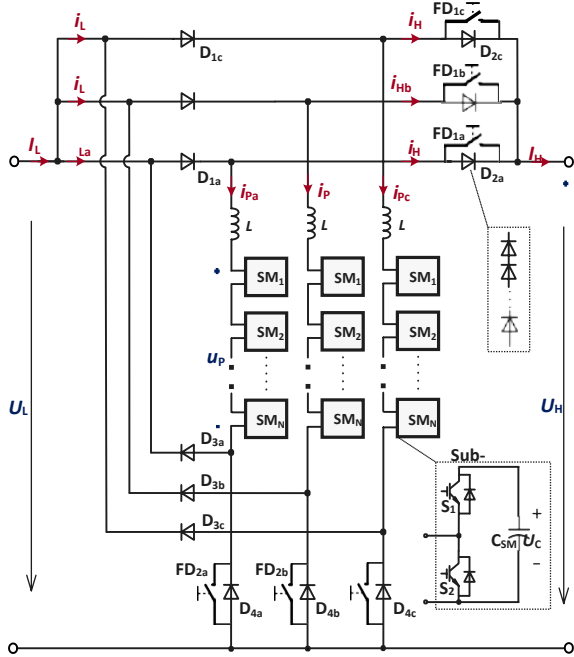 i_L i_H FD_1c
D_1c D_2c
i_L i_Hb FD_1b
I_L La i_H FD_1a I_H
D_1a D_2a
i_Pa i_P i_Pc
L L L
SM_1 SM_1 SM_1
SM_2 SM_2 SM_2
u_P
U_L U_H
SM_N SM_N SM_N
D_3a
Sub-
D_3b
S_1 +
D_3c C_SM U_C
FD_2a FD_2b S_2 −
D_4a D_4b D_4c